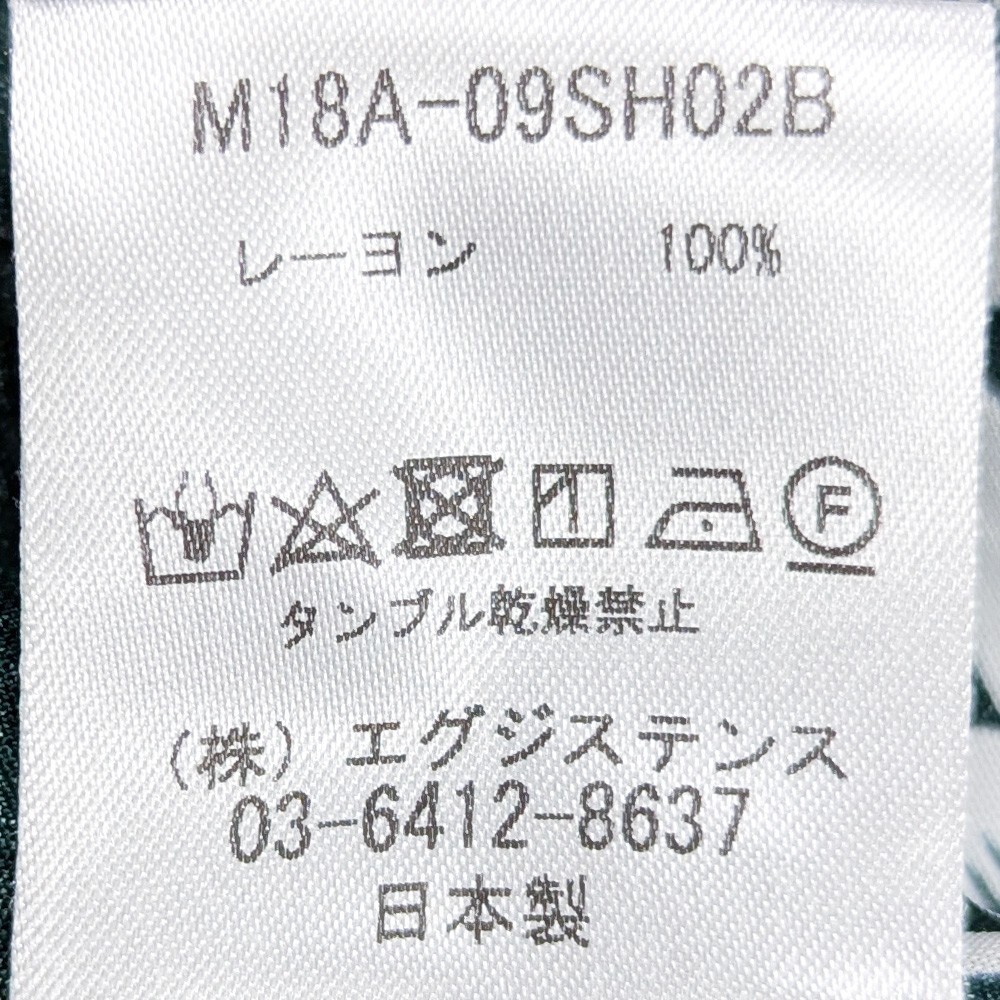 M18A-09SH02B
レーヨン 100%
F
タンブル乾燥禁止
(株) エグジステンス
03-6412-8637
日本製